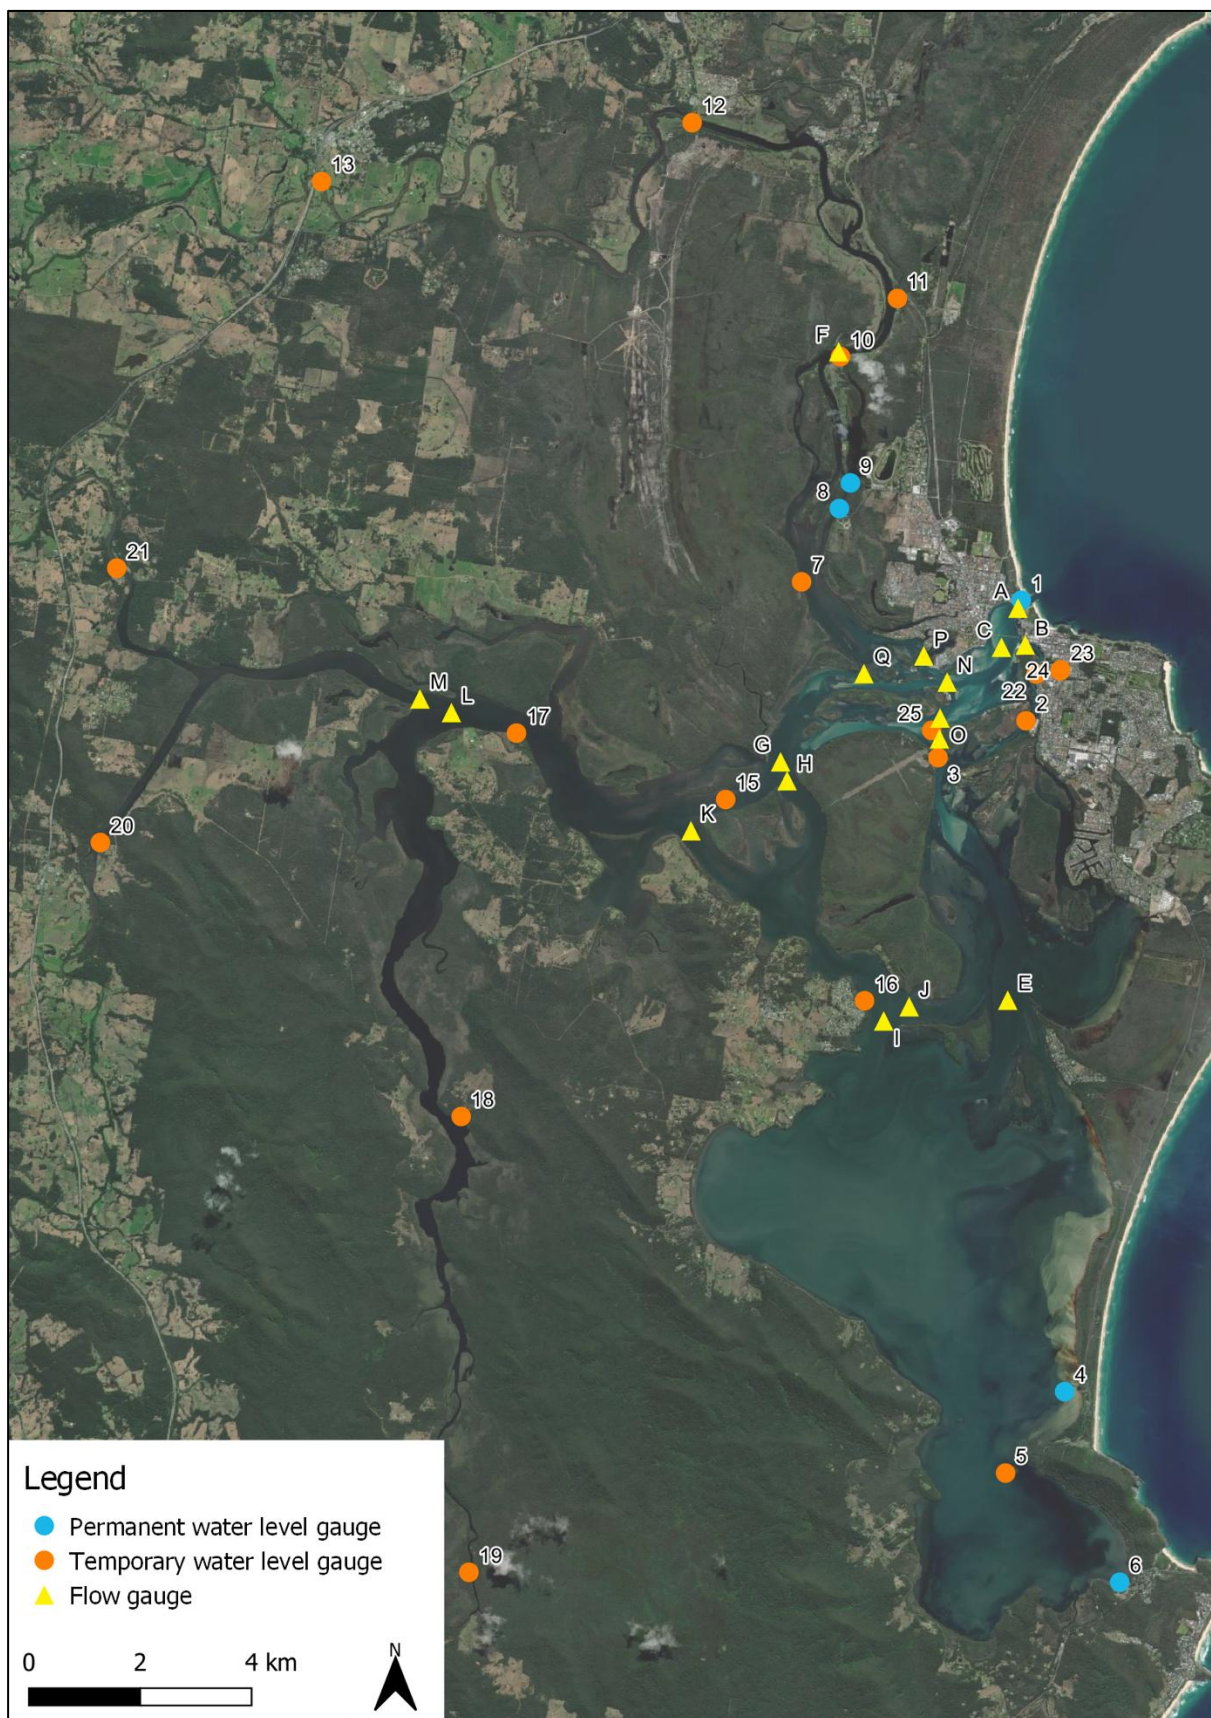 12
13
11
F
10
9
8
21
7
1
A
B
C
P
23
24
Q
N
M
22
2
L
25
17
O
G
H
3
15
K
20
16
J
E
I
18
4
5
6
19
Legend
Permanent water level gauge
Temporary water level gauge
Flow gauge
0 2 4 km
N